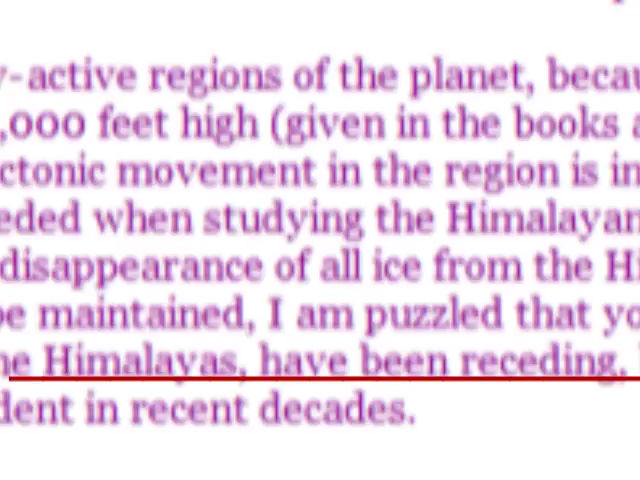 y-active regions of the planet, becau
,000 feet high (given in the books a
ctonic movement in the region is in
eded when studying the Himalayan
disappearance of all ice from the Hi
be maintained, I am puzzled that yo
he Himalayas, have been receding.
dent in recent decades.